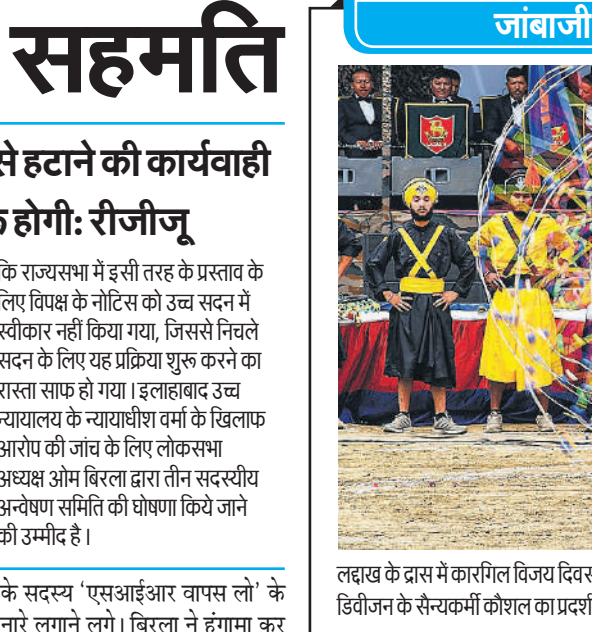 सहमति
से हटाने की कार्यवाही
होगी: रीजीजू
कि राज्यसभा में इसी तरह के प्रस्ताव के
लिए विपक्ष के नोटिस को उच्च सदन में
स्वीकार नहीं किया गया, जिससे निचले
सदन के लिए यह प्रक्रिया शुरू करने का
रास्ता साफ हो गया। इलाहाबाद उच्च
न्यायालय के न्यायाधीश वर्मा के खिलाफ
आरोप की जांच के लिए लोकसभा
अध्यक्ष ओम बिरला द्वारा तीन सदस्यीय
अन्वेषण समिति की घोषणा किये जाने
की उम्मीद है।
के सदस्य ‘एसआईआर वापस लो’ के
नारे लगाने लगे। बिरला ने हंगामा कर
जांबाजी
लद्दाख के द्रास में कारगिल विजय दिवस
डिवीजन के सैन्यकर्मी कौशल का प्रदर्श